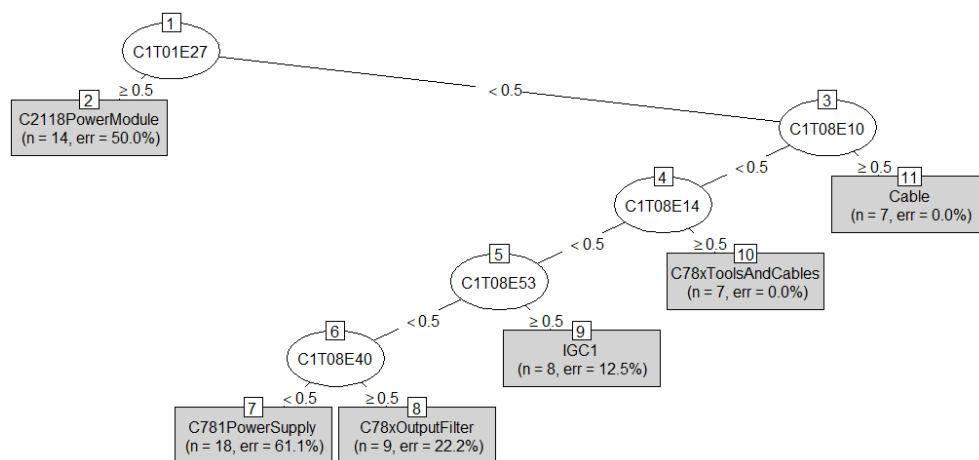 1
C1T01E27
≥ 0.5
< 0.5
2
C2118PowerModule
(n = 14, err = 50.0%)
3
C1T08E10
< 0.5
≥ 0.5
4
C1T08E14
11
Cable
(n = 7, err = 0.0%)
< 0.5
≥ 0.5
5
C1T08E53
10
C78xToolsAndCables
(n = 7, err = 0.0%)
< 0.5
≥ 0.5
6
C1T08E40
9
IGC1
(n = 8, err = 12.5%)
< 0.5
≥ 0.5
7
C781PowerSupply
(n = 18, err = 61.1%)
8
C78xOutputFilter
(n = 9, err = 22.2%)